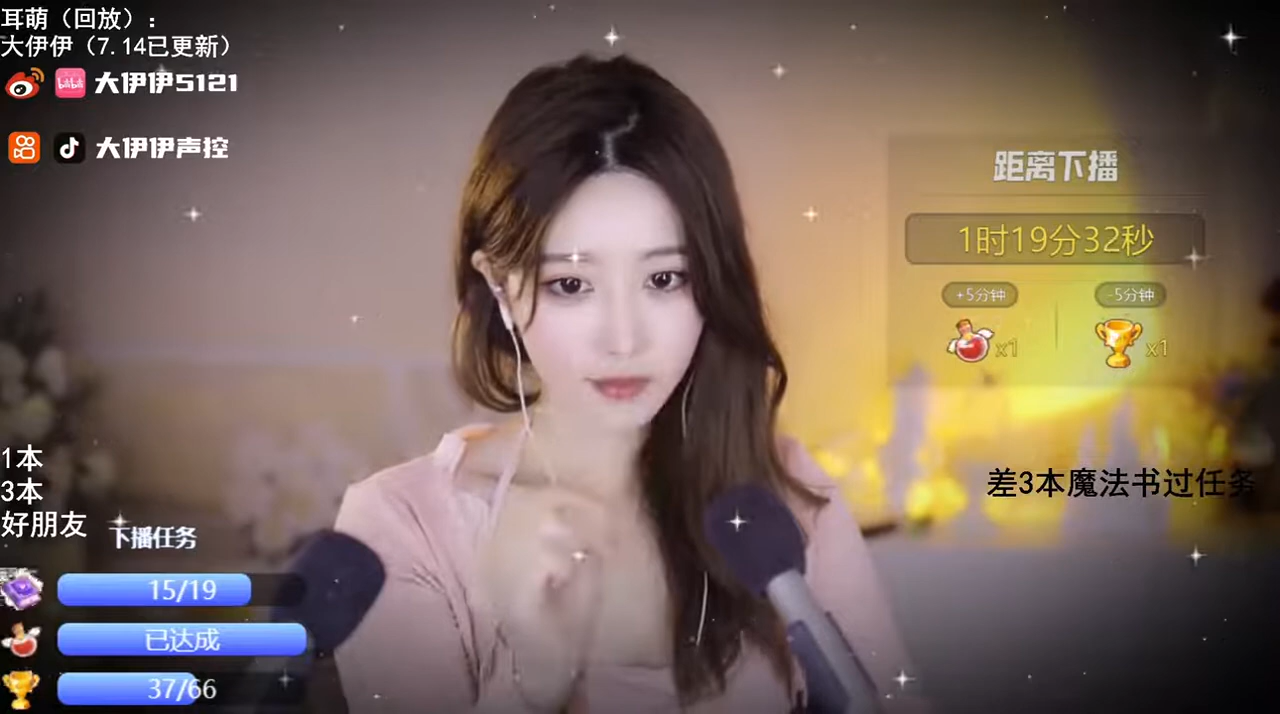 耳萌（回放）：
大伊伊（7.14已更新）
bilibili
大伊伊5121
大伊伊声控
距离下播
1时19分32秒
+5分钟
-5分钟
x1
x1
差3本魔法书过任务
1本
3本
好朋友
下播任务
15/19
已达成
37/66